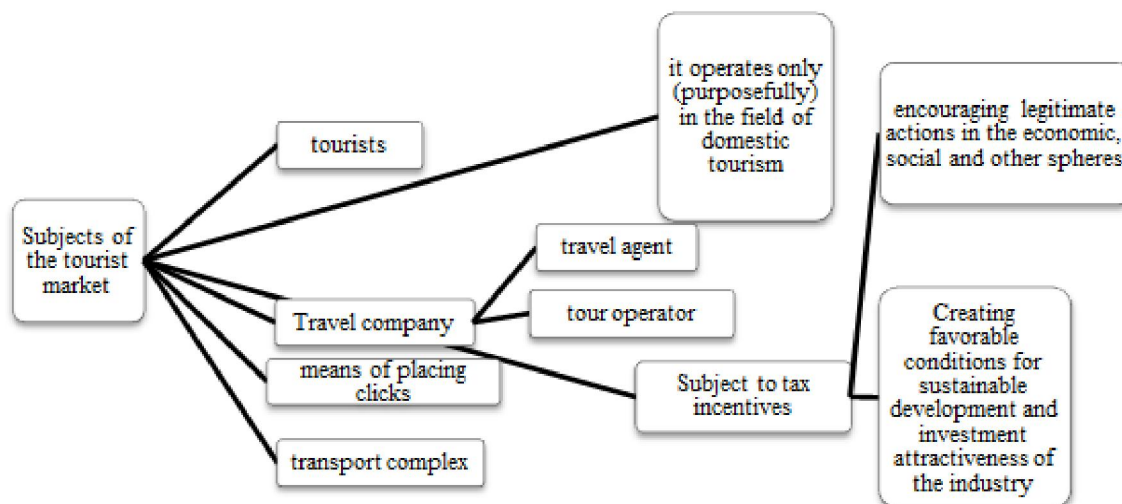 Subjects of
the tourist
market
tourists
it operates only
(purposefully)
in the field of
domestic
tourism
encouraging legitimate
actions in the economic,
social and other spheres
travel agent
Travel company
tour operator
means of placing
clicks
Subject to tax
incentives
Creating
favorable
conditions for
sustainable
development and
investment
attractiveness of
the industry
transport complex